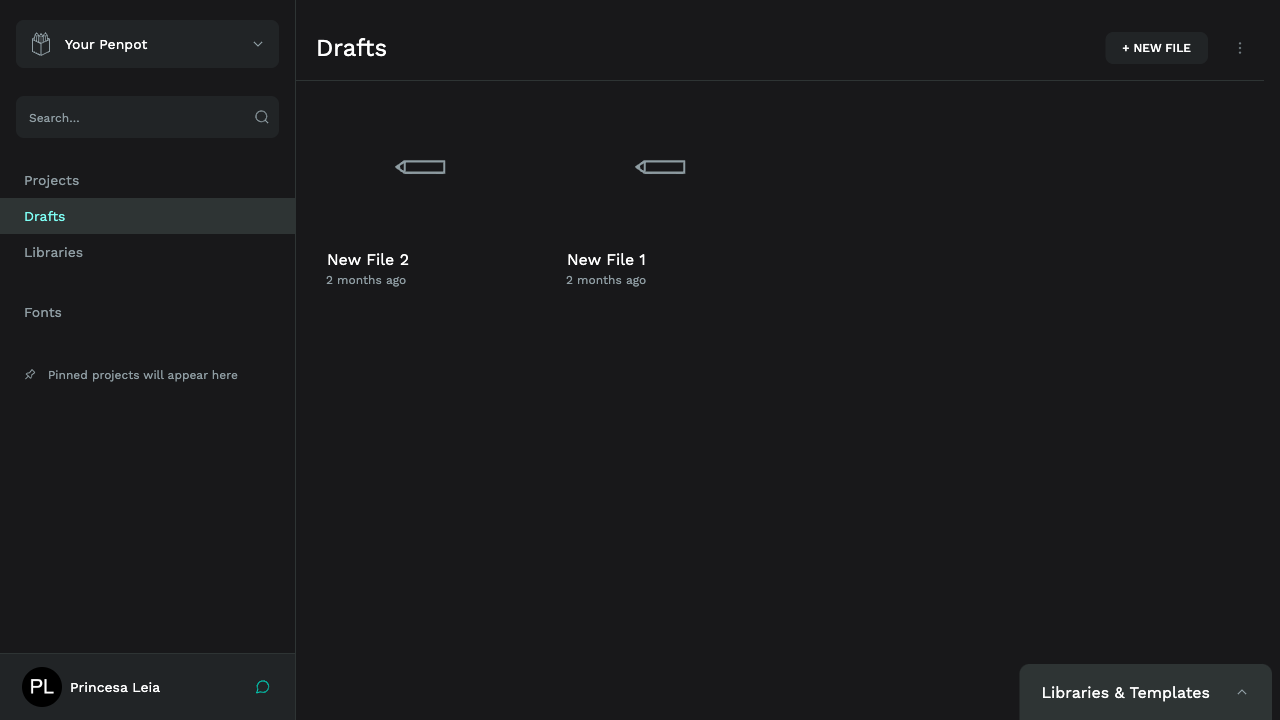 Your Penpot
Search...
Projects
Drafts
Libraries
Fonts
Pinned projects will appear here
PL
Princesa Leia
Drafts
+ NEW FILE
New File 2
2 months ago
New File 1
2 months ago
Libraries & Templates